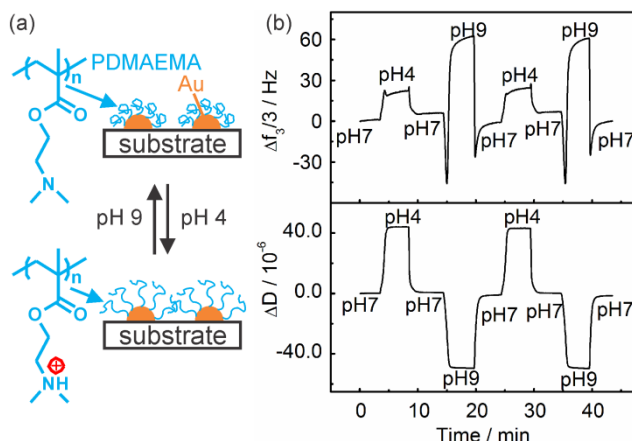 (a)
PDMAEMA
n
Au
O
O
N
substrate
pH 9
pH 4
n
O
O
NH
substrate
(b)
60
30
0
-30
Δf3/3 / Hz
pH7
pH4
pH7
pH9
pH7
pH4
pH7
pH9
pH7
40.0
0.0
-40.0
ΔD / 10-6
pH7
pH4
pH7
pH9
pH7
pH4
pH7
pH9
pH7
0
10
20
30
40
Time / min